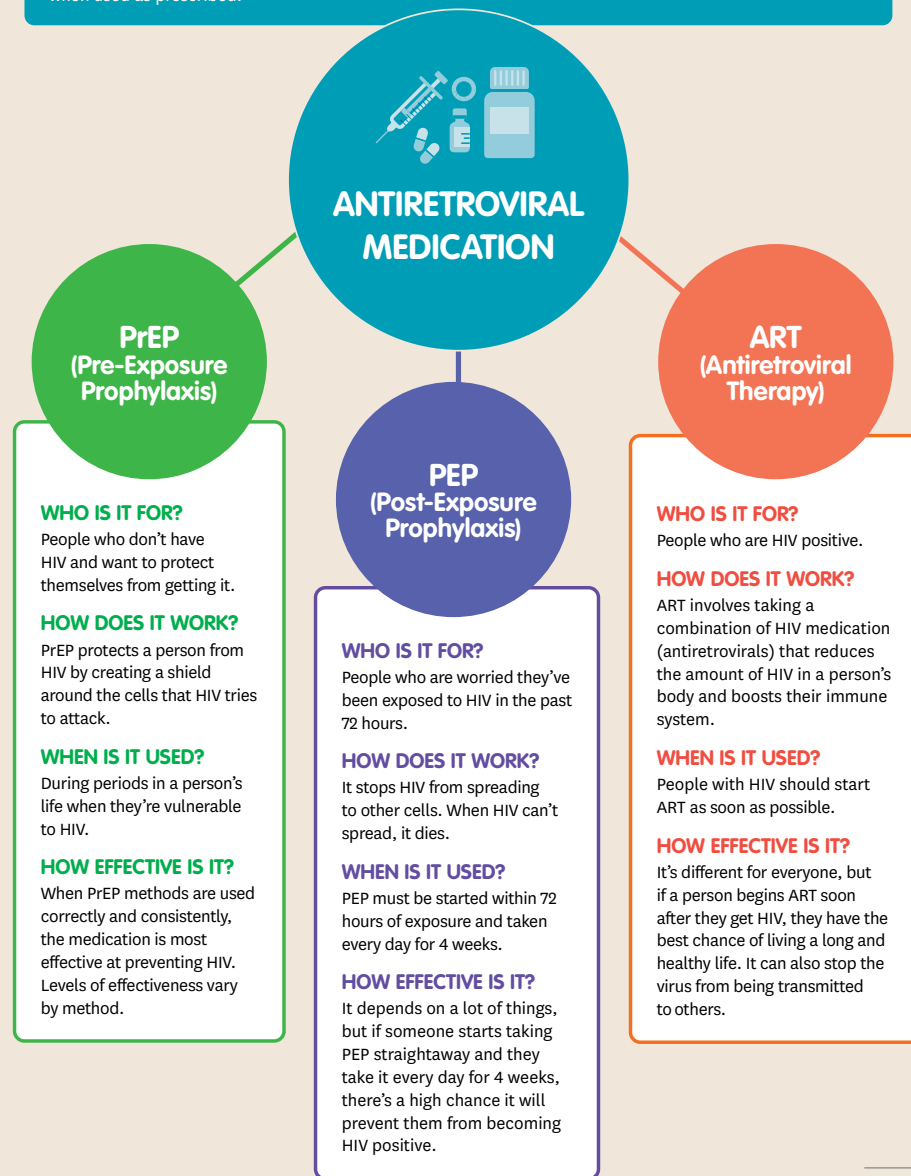 when used as prescribed.
ANTIRETROVIRAL
MEDICATION
PrEP
(Pre-Exposure
Prophylaxis)
WHO IS IT FOR?
People who don’t have
HIV and want to protect
themselves from getting it.
HOW DOES IT WORK?
PrEP protects a person from
HIV by creating a shield
around the cells that HIV tries
to attack.
WHEN IS IT USED?
During periods in a person’s
life when they’re vulnerable
to HIV.
HOW EFFECTIVE IS IT?
When PrEP methods are used
correctly and consistently,
the medication is most
effective at preventing HIV.
Levels of effectiveness vary
by method.
PEP
(Post-Exposure
Prophylaxis)
WHO IS IT FOR?
People who are worried they’ve
been exposed to HIV in the past
72 hours.
HOW DOES IT WORK?
It stops HIV from spreading
to other cells. When HIV can’t
spread, it dies.
WHEN IS IT USED?
PEP must be started within 72
hours of exposure and taken
every day for 4 weeks.
HOW EFFECTIVE IS IT?
It depends on a lot of things,
but if someone starts taking
PEP straightaway and they
take it every day for 4 weeks,
there’s a high chance it will
prevent them from becoming
HIV positive.
ART
(Antiretroviral
Therapy)
WHO IS IT FOR?
People who are HIV positive.
HOW DOES IT WORK?
ART involves taking a
combination of HIV medication
(antiretrovirals) that reduces
the amount of HIV in a person’s
body and boosts their immune
system.
WHEN IS IT USED?
People with HIV should start
ART as soon as possible.
HOW EFFECTIVE IS IT?
It’s different for everyone, but
if a person begins ART soon
after they get HIV, they have the
best chance of living a long and
healthy life. It can also stop the
virus from being transmitted
to others.